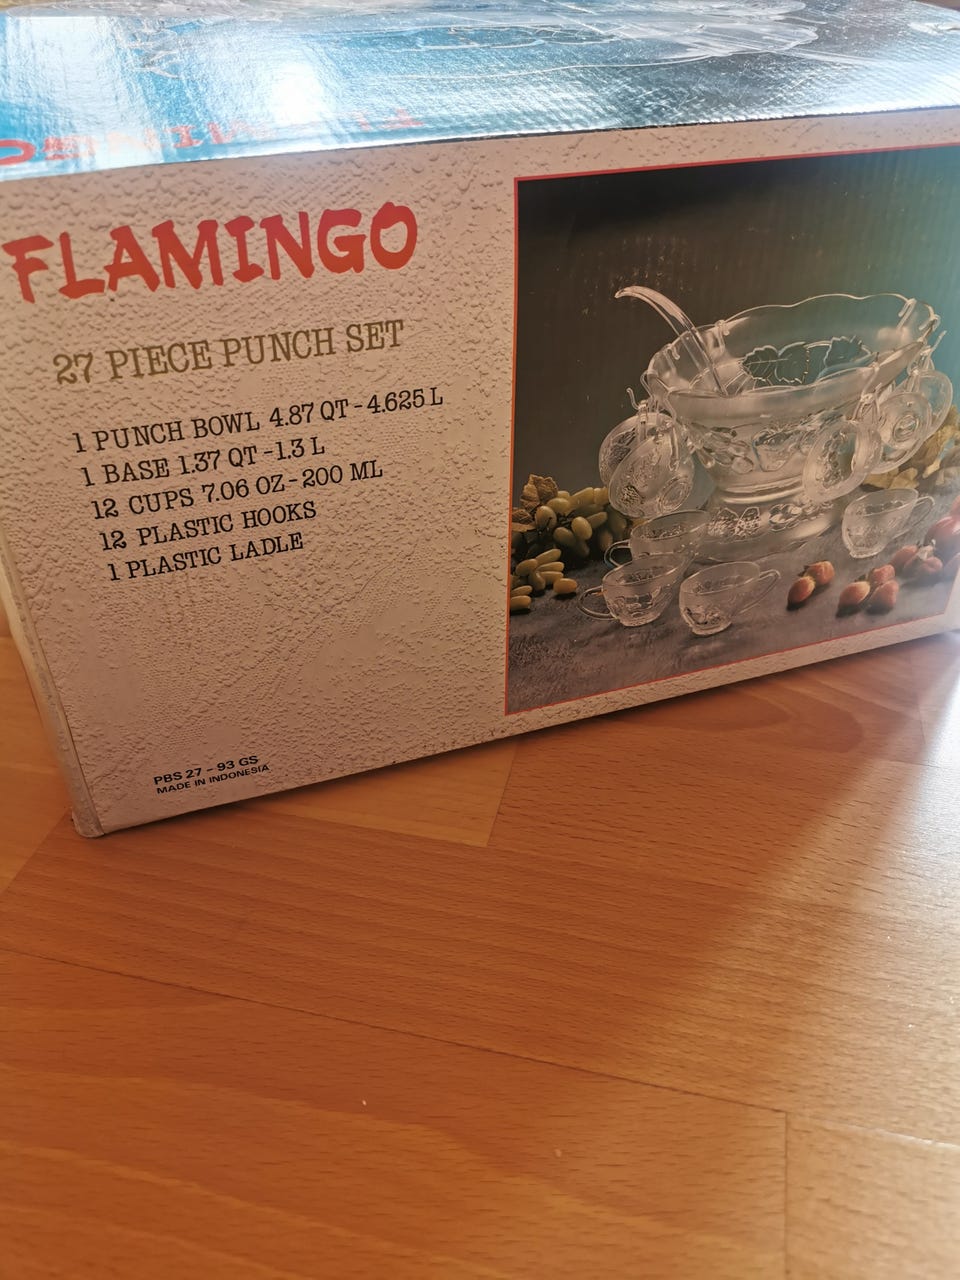 FLAMINGO
27 PIECE PUNCH SET
1 PUNCH BOWL 4.87 QT - 4.625 L
1 BASE 1.37 QT - 1.3 L
12 CUPS 7.06 OZ - 200 ML
12 PLASTIC HOOKS
1 PLASTIC LADLE
PBS 27 - 93 GS
MADE IN INDONESIA